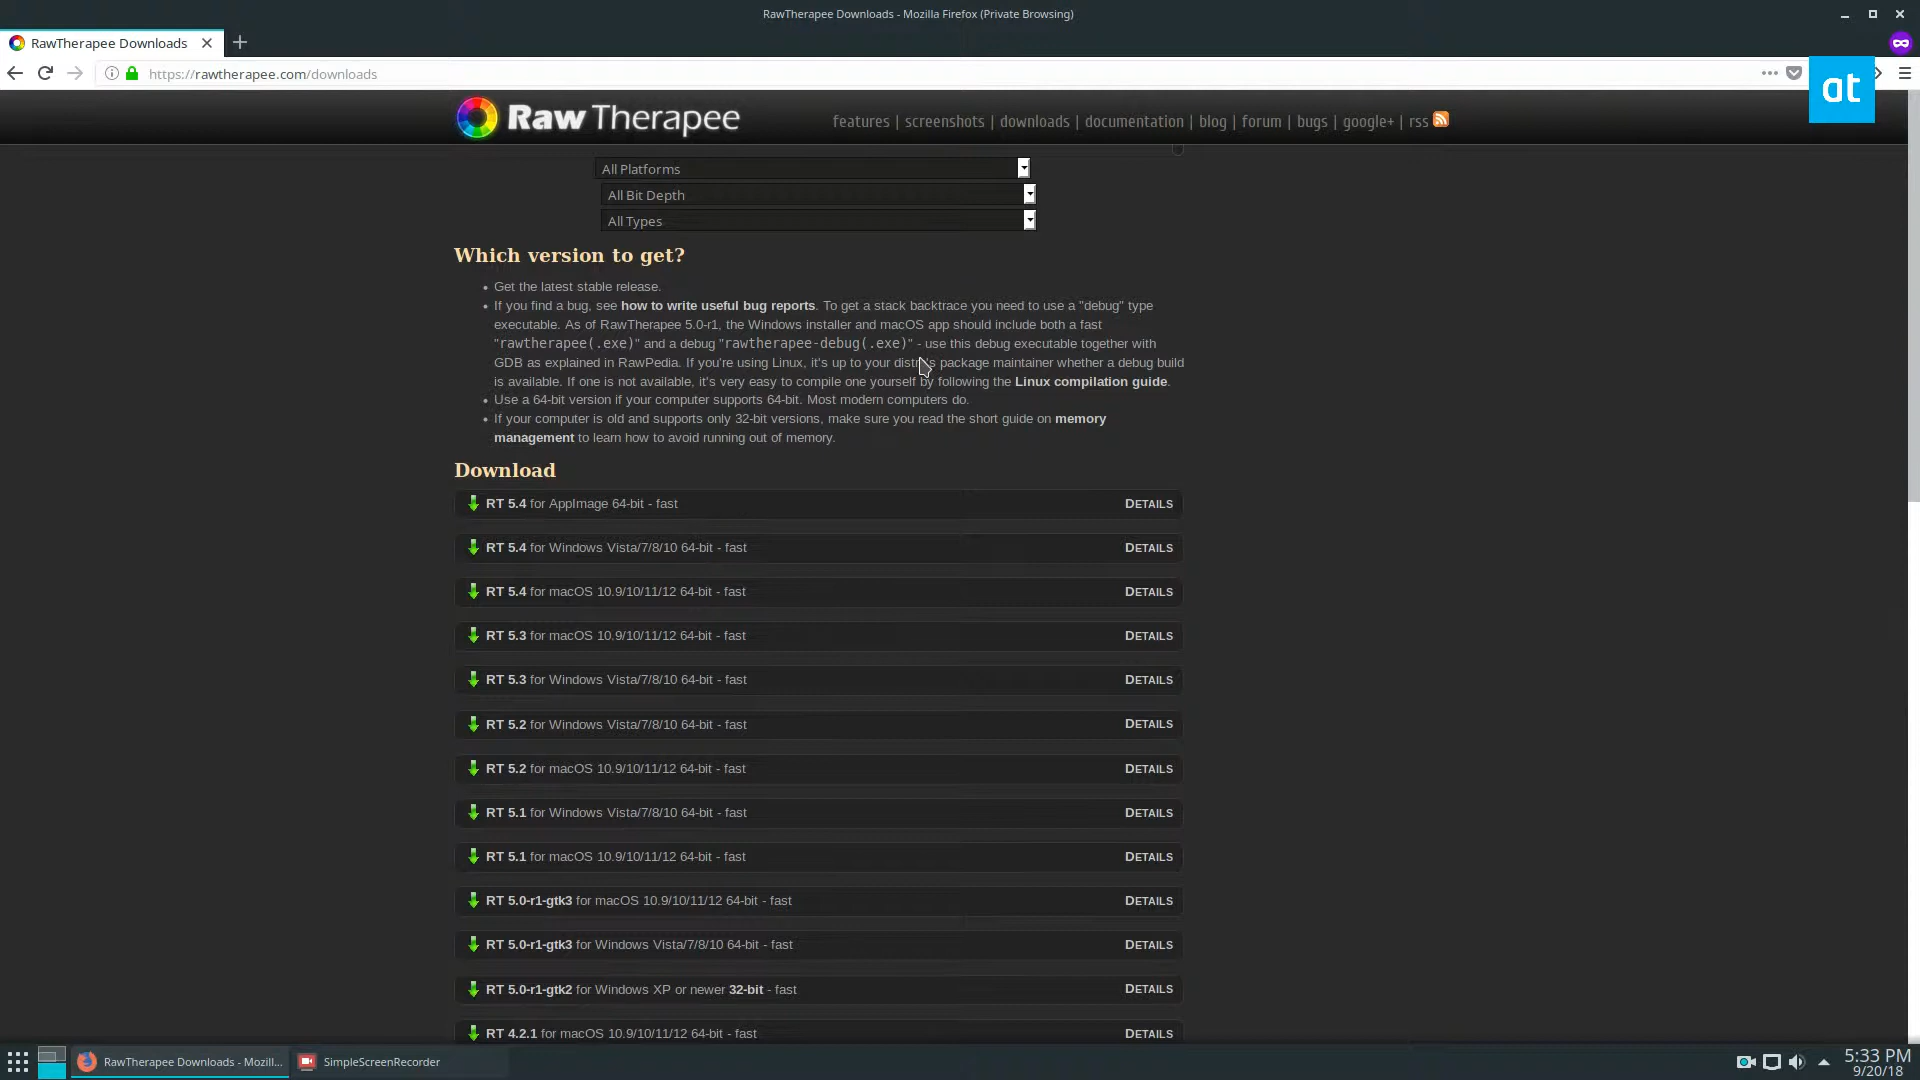 RawTherapee Downloads - Mozilla Firefox (Private Browsing)
RawTherapee Downloads
https://rawtherapee.com/downloads
at
Raw Therapee
features | screenshots | downloads | documentation | blog | forum | bugs | google+ | rss
All Platforms
All Bit Depth
All Types
Which version to get?
Get the latest stable release.
If you find a bug, see how to write useful bug reports. To get a stack backtrace you need to use a "debug" type
executable. As of RawTherapee 5.0-r1, the Windows installer and macOS app should include both a fast
"rawtherapee(.exe)" and a debug "rawtherapee-debug(.exe)" - use this debug executable together with
GDB as explained in RawPedia. If you're using Linux, it's up to your distro's package maintainer whether a debug build
is available. If one is not available, it's very easy to compile one yourself by following the Linux compilation guide.
Use a 64-bit version if your computer supports 64-bit. Most modern computers do.
If your computer is old and supports only 32-bit versions, make sure you read the short guide on memory
management to learn how to avoid running out of memory.
Download
RT 5.4 for AppImage 64-bit - fast DETAILS
RT 5.4 for Windows Vista/7/8/10 64-bit - fast DETAILS
RT 5.4 for macOS 10.9/10/11/12 64-bit - fast DETAILS
RT 5.3 for macOS 10.9/10/11/12 64-bit - fast DETAILS
RT 5.3 for Windows Vista/7/8/10 64-bit - fast DETAILS
RT 5.2 for Windows Vista/7/8/10 64-bit - fast DETAILS
RT 5.2 for macOS 10.9/10/11/12 64-bit - fast DETAILS
RT 5.1 for Windows Vista/7/8/10 64-bit - fast DETAILS
RT 5.1 for macOS 10.9/10/11/12 64-bit - fast DETAILS
RT 5.0-r1-gtk3 for macOS 10.9/10/11/12 64-bit - fast DETAILS
RT 5.0-r1-gtk3 for Windows Vista/7/8/10 64-bit - fast DETAILS
RT 5.0-r1-gtk2 for Windows XP or newer 32-bit - fast DETAILS
RT 4.2.1 for macOS 10.9/10/11/12 64-bit - fast DETAILS
RawTherapee Downloads - Mozill...
SimpleScreenRecorder
5:33 PM
9/20/18